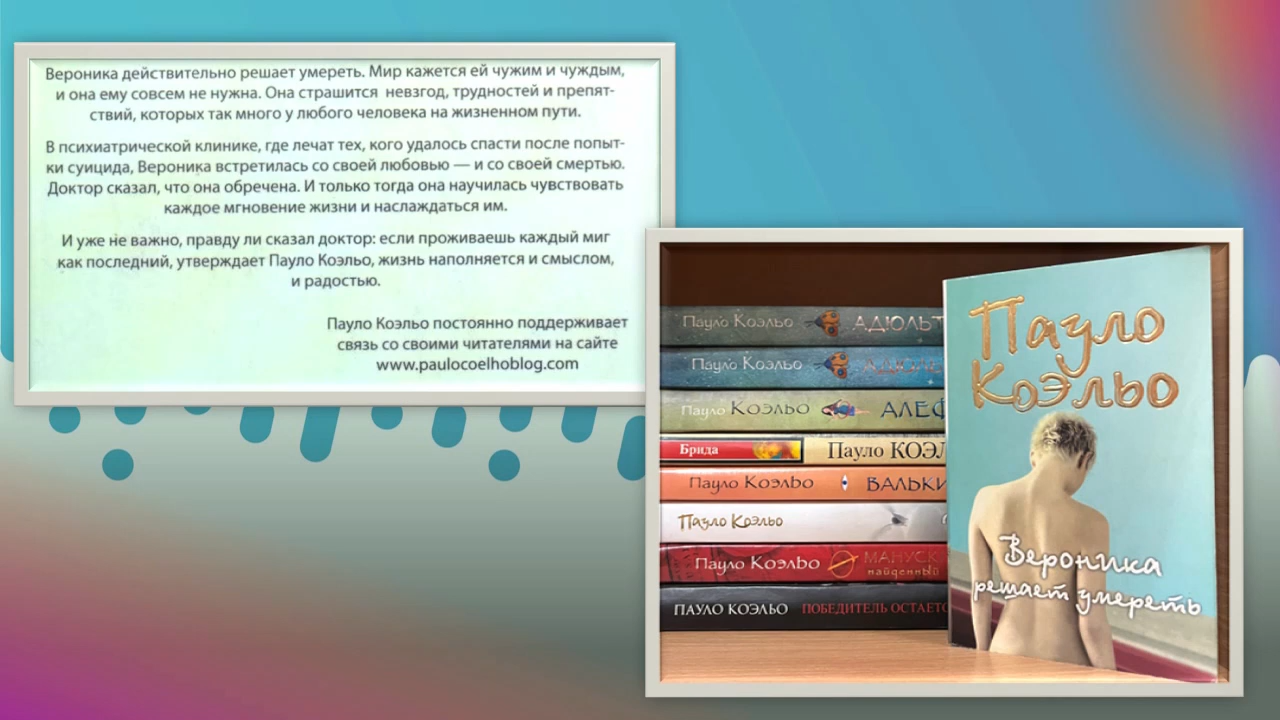 Вероника действительно решает умереть. Мир кажется ей чужим и чуждым,
и она ему совсем не нужна. Она страшится невзгод, трудностей и препят-
ствий, которых так много у любого человека на жизненном пути.
В психиатрической клинике, где лечат тех, кого удалось спасти после попыт-
ки суицида, Вероника встретилась со своей любовью — и со своей смертью.
Доктор сказал, что она обречена. И только тогда она научилась чувствовать
каждое мгновение жизни и наслаждаться им.
И уже не важно, правду ли сказал доктор: если проживаешь каждый миг
как последний, утверждает Пауло Коэльо, жизнь наполняется и смыслом,
и радостью.
Пауло Коэльо постоянно поддерживает
связь со своими читателями на сайте
www.paulocoelhoblog.com
Пауло Коэльо АДЮЛЬТ
Пауло Коэльо АДЮЛЬ
Пауло Коэльо АЛЕФ
Брида Пауло КОЭЛ
Пауло Коэльо ВАЛЬКИ
Пауло Коэльо
Пауло Коэльо МАНУСК
найденный
ПАУЛО КОЭЛЬО ПОБЕДИТЕЛЬ ОСТАЕТС
Пауло
Коэльо
Вероника
решает умереть